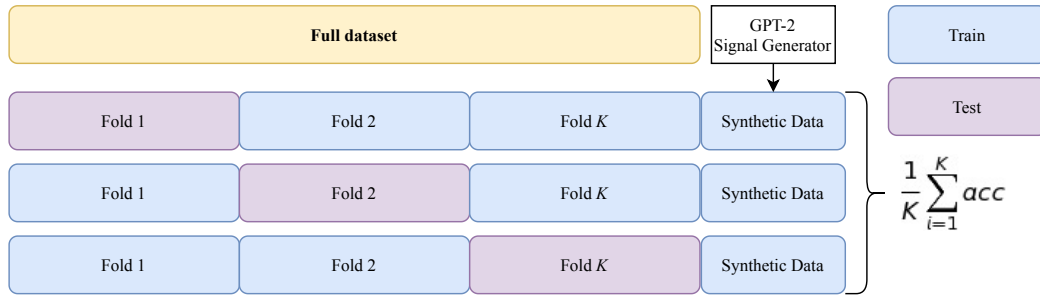 Full dataset
GPT-2
Signal Generator
Train
Test
Fold 1
Fold 2
Fold K
Synthetic Data
Fold 1
Fold 2
Fold K
Synthetic Data
Fold 1
Fold 2
Fold K
Synthetic Data
1/K ∑_{i=1}^{K} acc